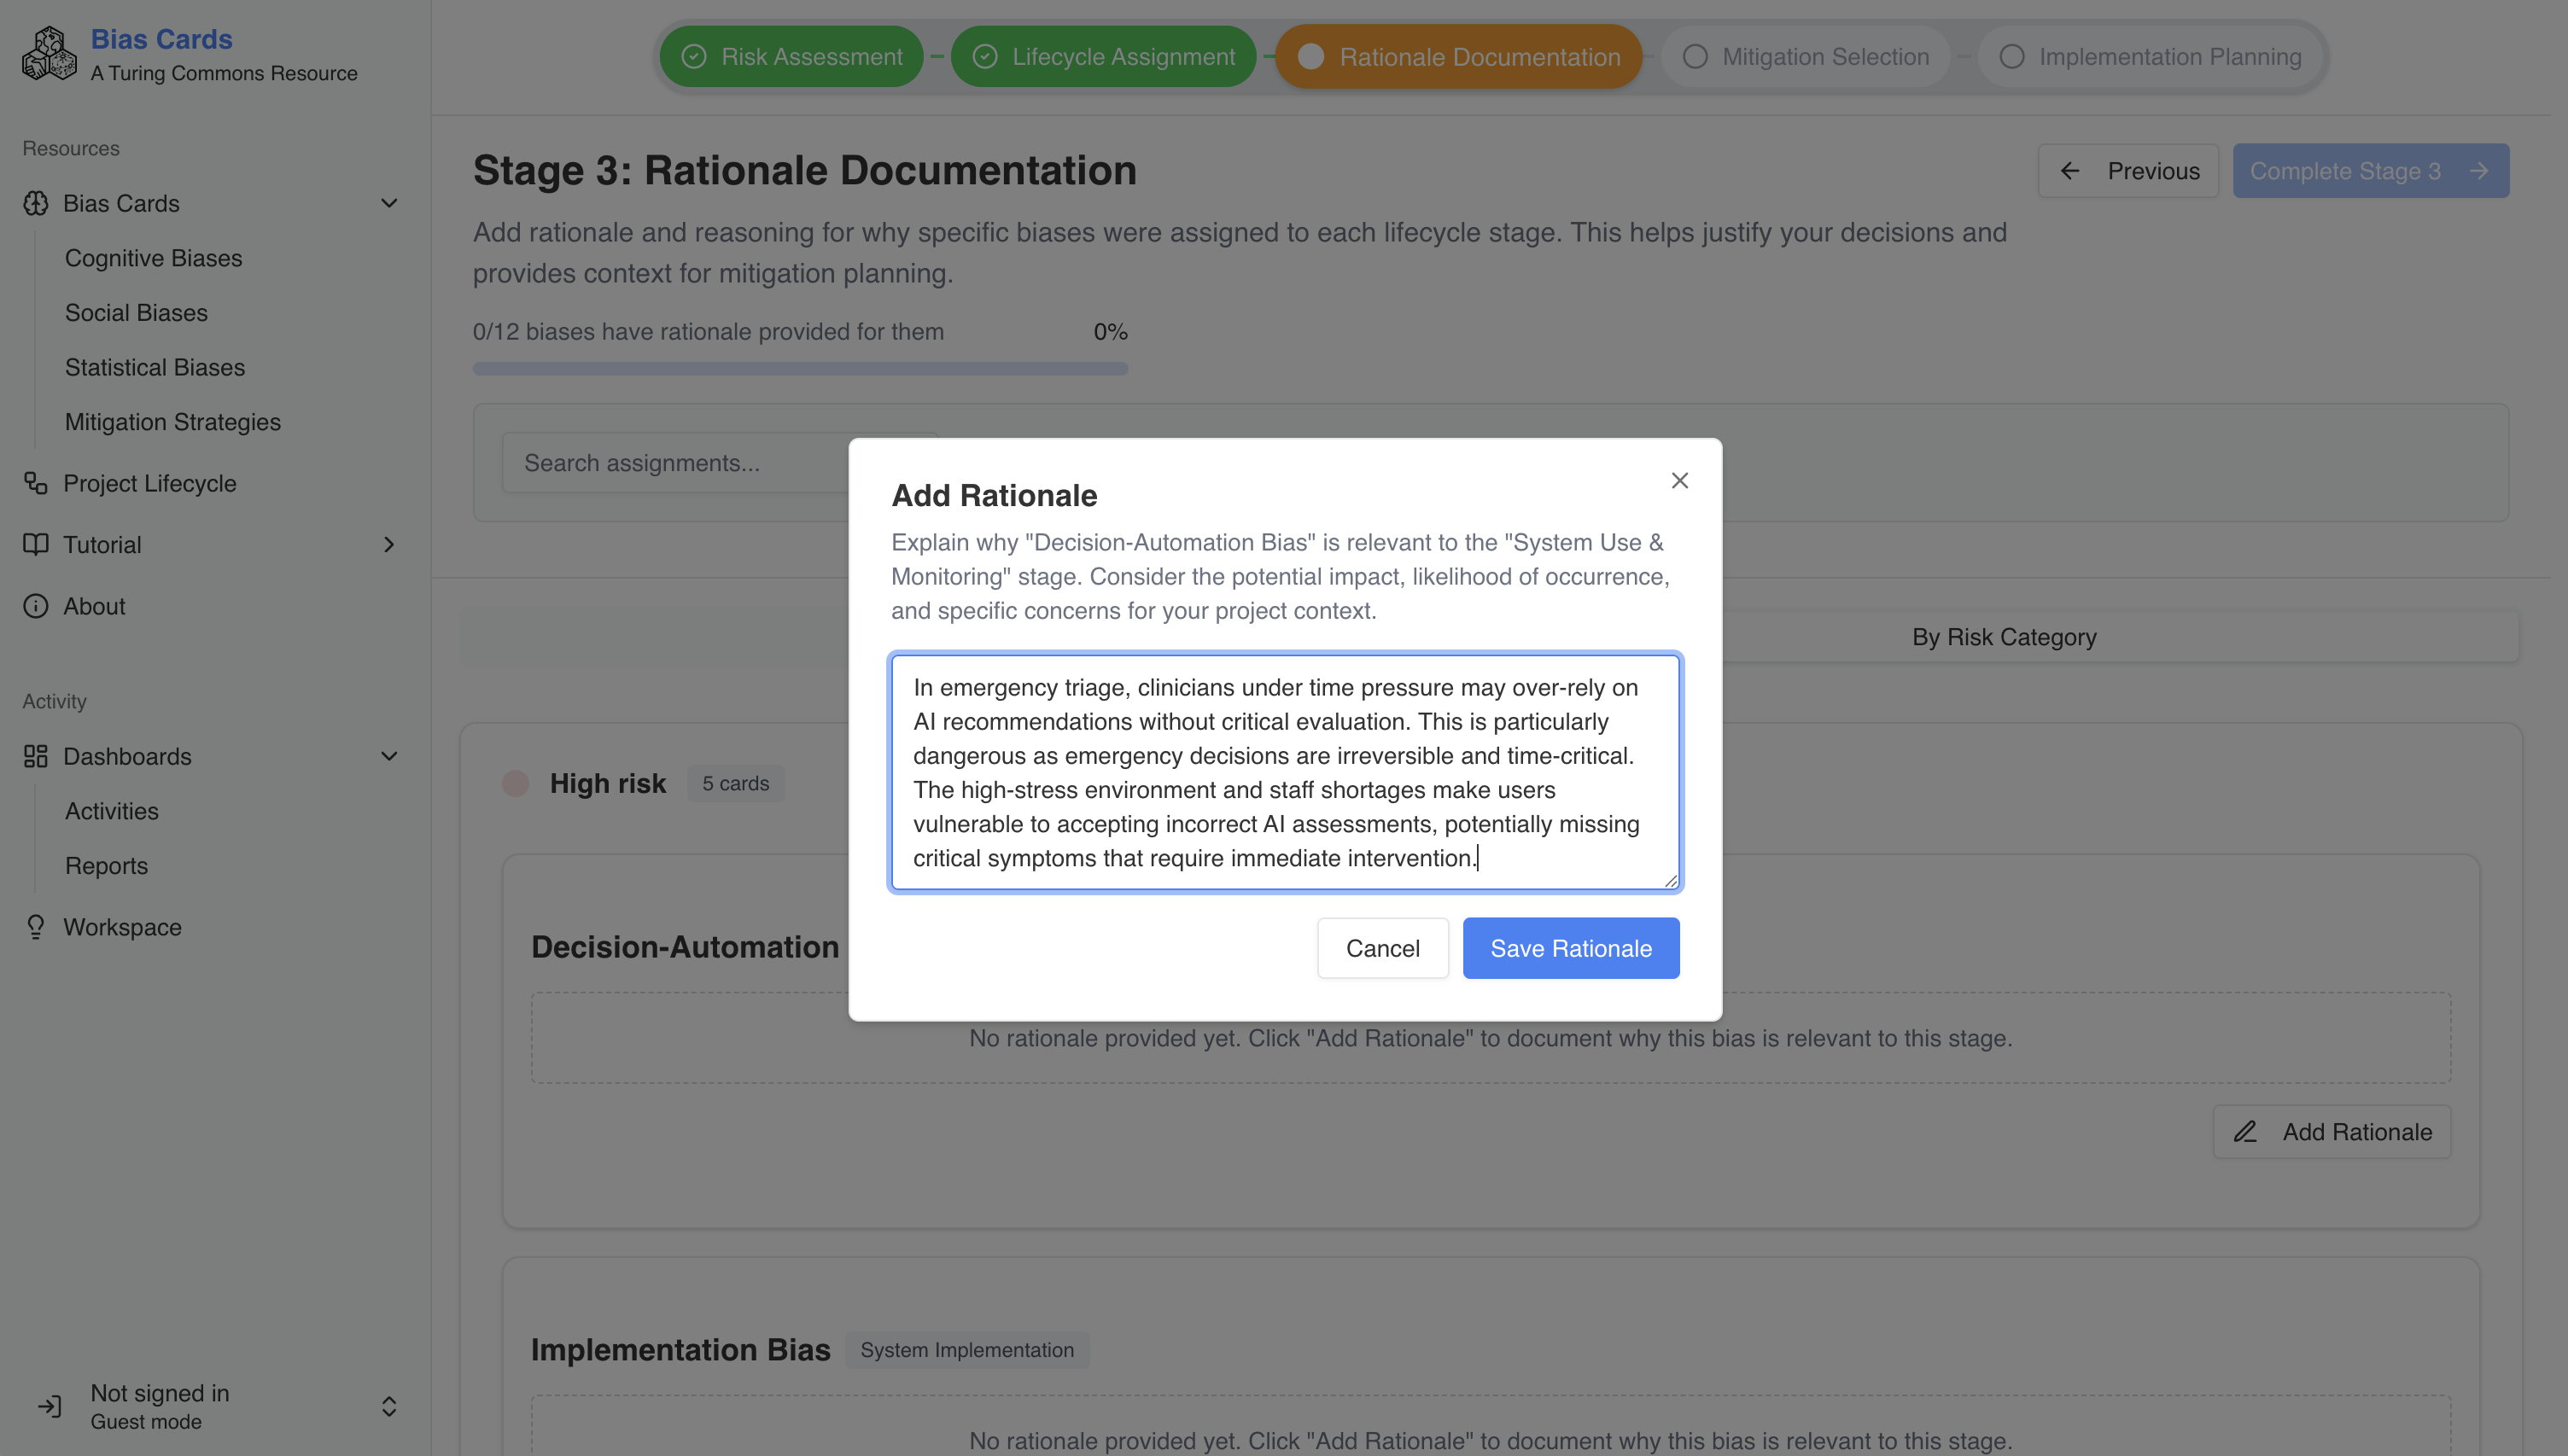 Bias Cards
A Turing Commons Resource
Resources
Bias Cards
Cognitive Biases
Social Biases
Statistical Biases
Mitigation Strategies
Project Lifecycle
Tutorial
About
Activity
Dashboards
Activities
Reports
Workspace
Not signed in
Guest mode
Risk Assessment
Lifecycle Assignment
Rationale Documentation
Mitigation Selection
Implementation Planning
Stage 3: Rationale Documentation
Previous
Complete Stage 3
Add rationale and reasoning for why specific biases were assigned to each lifecycle stage. This helps justify your decisions and
provides context for mitigation planning.
0/12 biases have rationale provided for them 0%
Search assignments...
By Risk Category
High risk 5 cards
Decision-Automation
No rationale provided yet. Click "Add Rationale" to document why this bias is relevant to this stage.
Add Rationale
Implementation Bias System Implementation
No rationale provided yet. Click "Add Rationale" to document why this bias is relevant to this stage.
Add Rationale
Explain why "Decision-Automation Bias" is relevant to the "System Use &
Monitoring" stage. Consider the potential impact, likelihood of occurrence,
and specific concerns for your project context.
In emergency triage, clinicians under time pressure may over-rely on
AI recommendations without critical evaluation. This is particularly
dangerous as emergency decisions are irreversible and time-critical.
The high-stress environment and staff shortages make users
vulnerable to accepting incorrect AI assessments, potentially missing
critical symptoms that require immediate intervention.
Cancel
Save Rationale